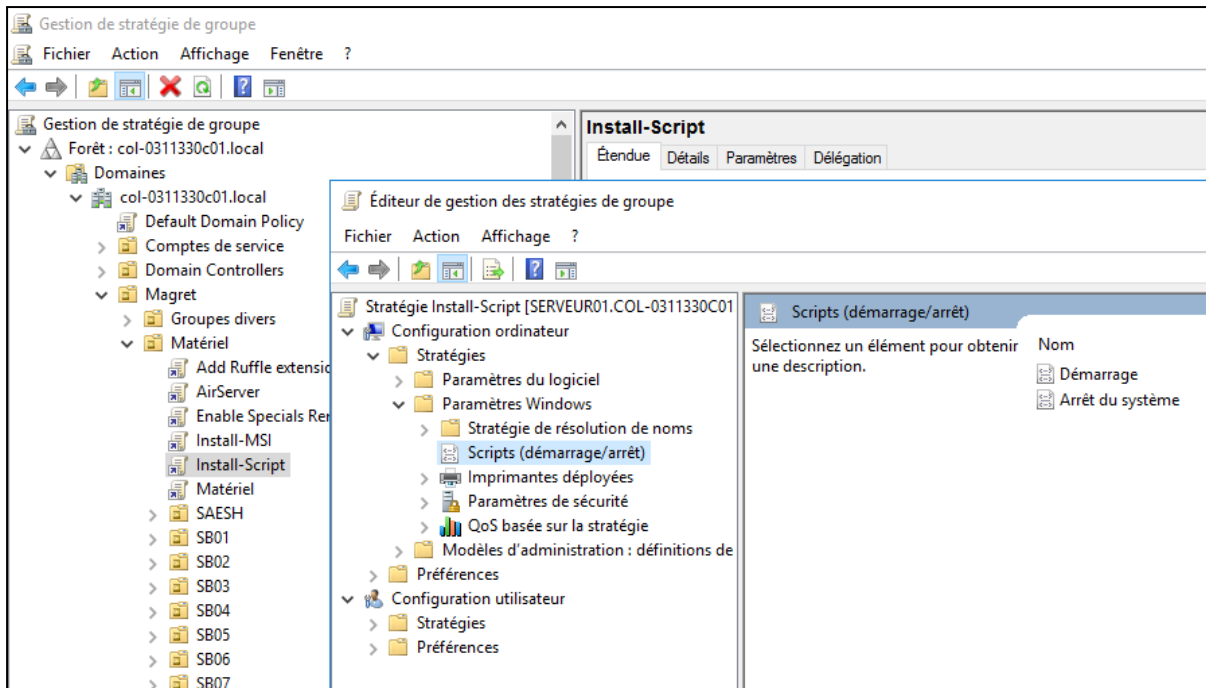 Gestion de stratégie de groupe
Fichier Action Affichage Fenêtre ?
Gestion de stratégie de groupe
Forêt : col-0311330c01.local
Domaines
col-0311330c01.local
Default Domain Policy
Comptes de service
Domain Controllers
Magret
Groupes divers
Matériel
Add Ruffle extensio
AirServer
Enable Specials Rer
Install-MSI
Install-Script
Matériel
SAESH
SB01
SB02
SB03
SB04
SB05
SB06
SB07
Install-Script
Étendue Détails Paramètres Délégation
Éditeur de gestion des stratégies de groupe
Fichier Action Affichage ?
Stratégie Install-Script [SERVEUR01.COL-0311330C01
Configuration ordinateur
Stratégies
Paramètres du logiciel
Paramètres Windows
Stratégie de résolution de noms
Scripts (démarrage/arrêt)
Imprimantes déployées
Paramètres de sécurité
QoS basée sur la stratégie
Modèles d'administration : définitions de
Préférences
Configuration utilisateur
Stratégies
Préférences
Scripts (démarrage/arrêt)
Sélectionnez un élément pour obtenir
une description.
Nom
Démarrage
Arrêt du système